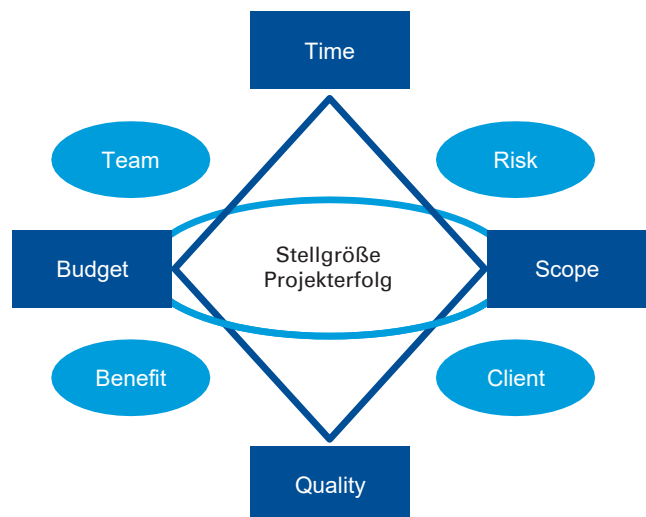 Time
Team
Risk
Budget
Stellgröße
Projekterfolg
Scope
Benefit
Client
Quality